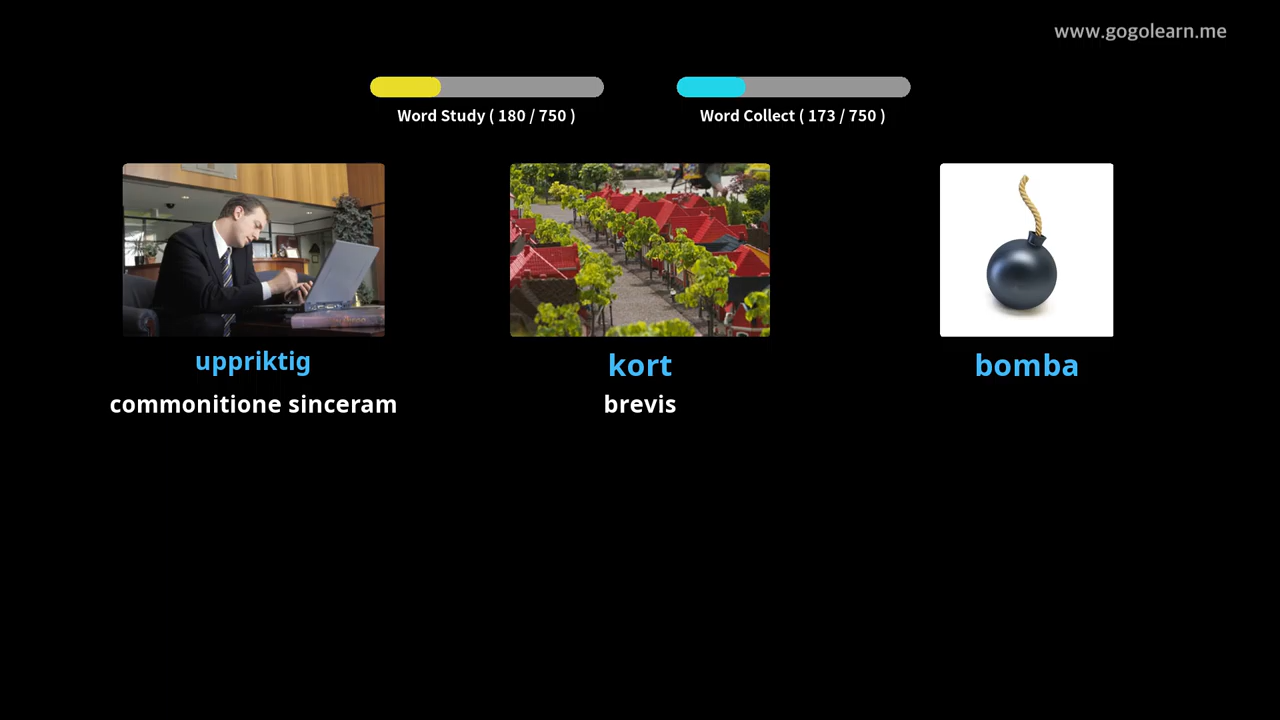 www.gogolearn.me
Word Study ( 180 / 750 )
Word Collect ( 173 / 750 )
uppriktig
kort
bomba
commonitione sinceram
brevis